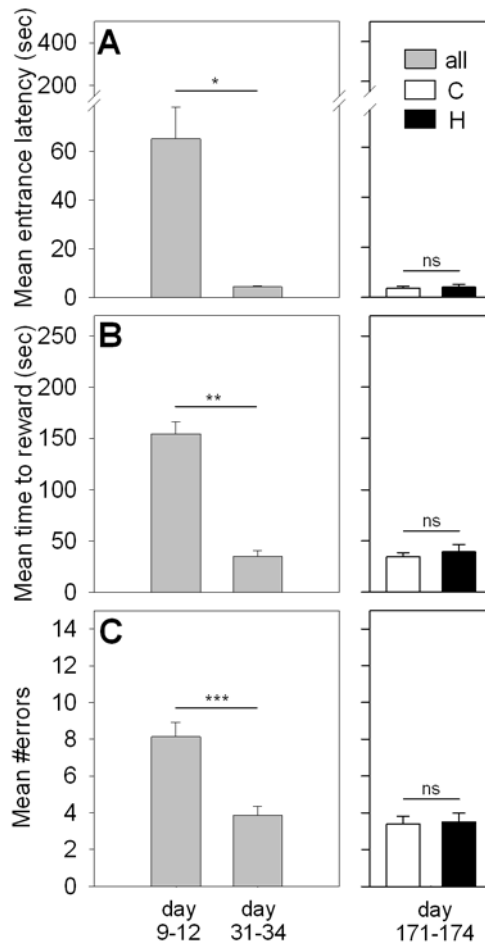 A
Mean entrance latency (sec)
400
200
60
40
20
0
*
all
C
H
ns
B
Mean time to reward (sec)
250
200
150
100
50
0
**
ns
C
Mean #errors
14
12
10
8
6
4
2
0
***
ns
day
9-12
day
31-34
day
171-174